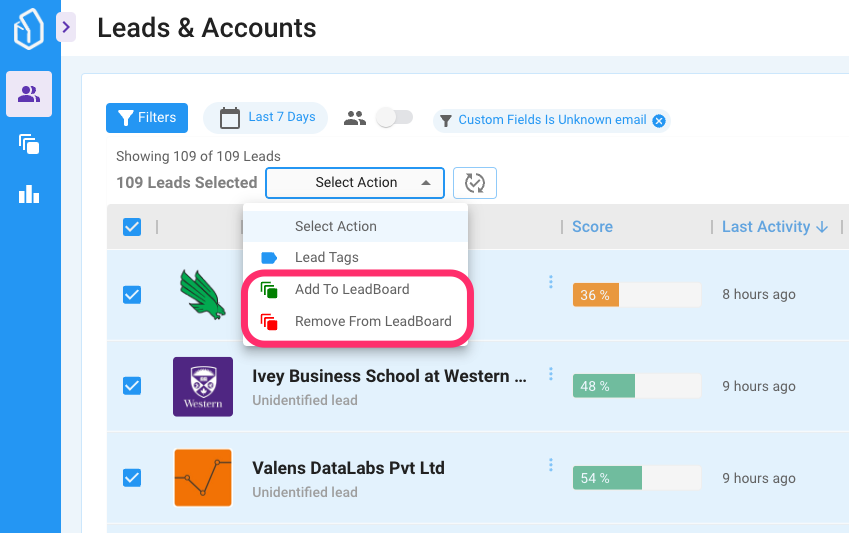 Leads & Accounts
Filters
Last 7 Days
Custom Fields Is Unknown email
Showing 109 of 109 Leads
109 Leads Selected
Select Action
Score
Last Activity
Select Action
Lead Tags
Add To LeadBoard
Remove From LeadBoard
36 %
8 hours ago
Western
Ivey Business School at Western ...
Unidentified lead
48 %
9 hours ago
Valens DataLabs Pvt Ltd
Unidentified lead
54 %
9 hours ago